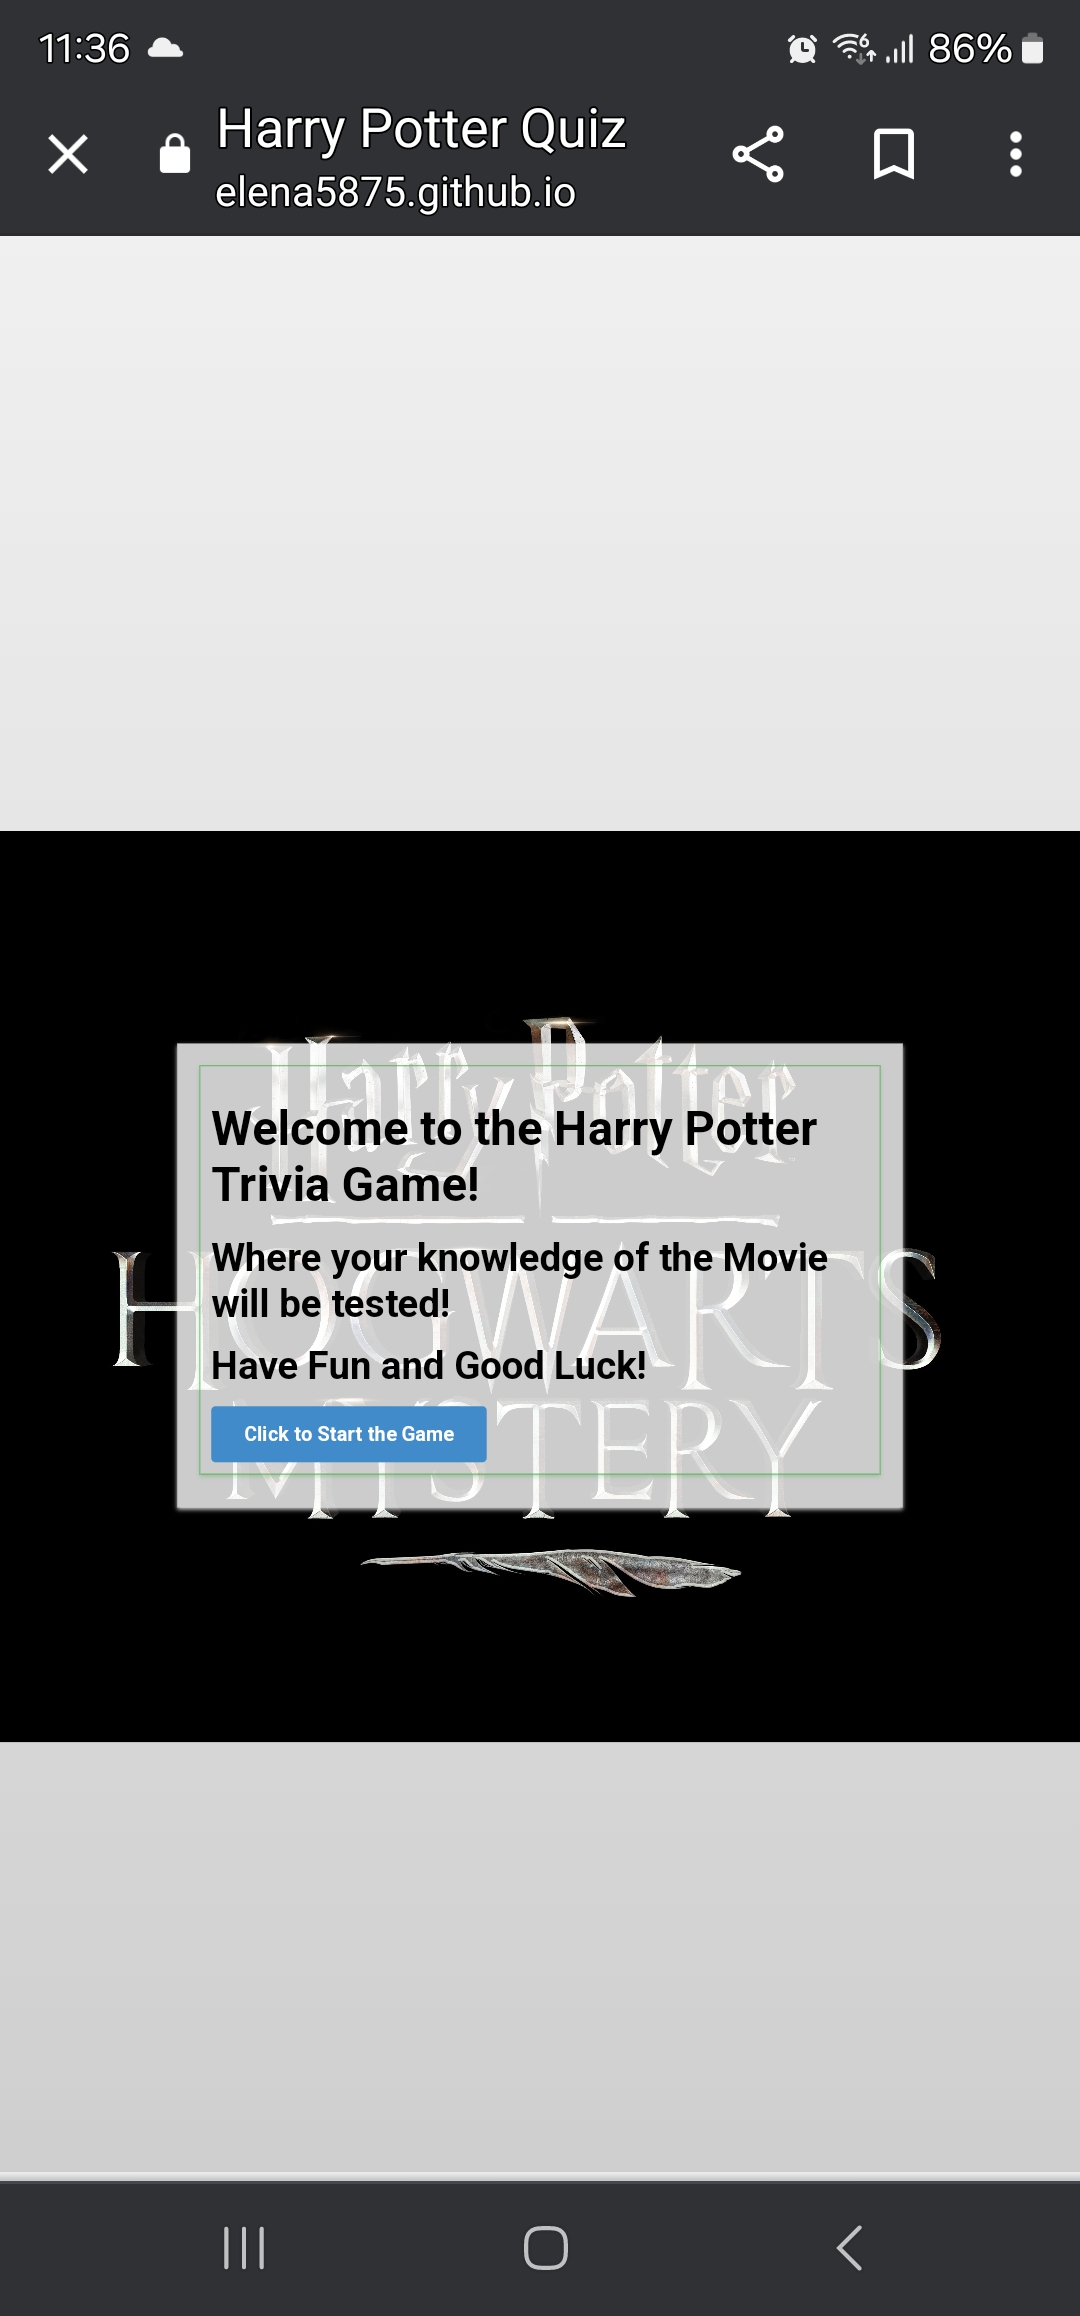 11:36
6
86%
Harry Potter Quiz
elena5875.github.io
Harry Potter
Welcome to the Harry Potter
Trivia Game!
Where your knowledge of the Movie
will be tested!
HOGWARTS
Have Fun and Good Luck!
MYSTERY
Click to Start the Game